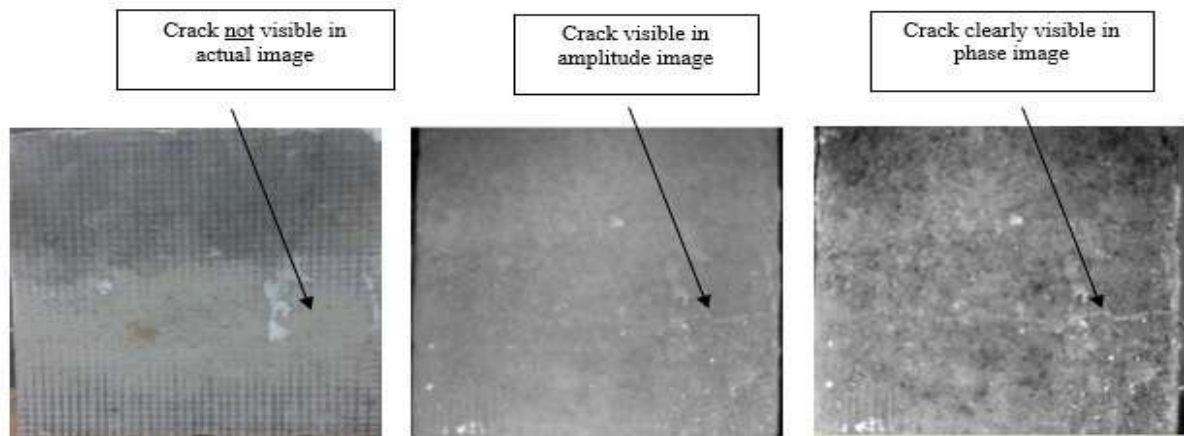 Crack not visible in
actual image
Crack visible in
amplitude image
Crack clearly visible in
phase image